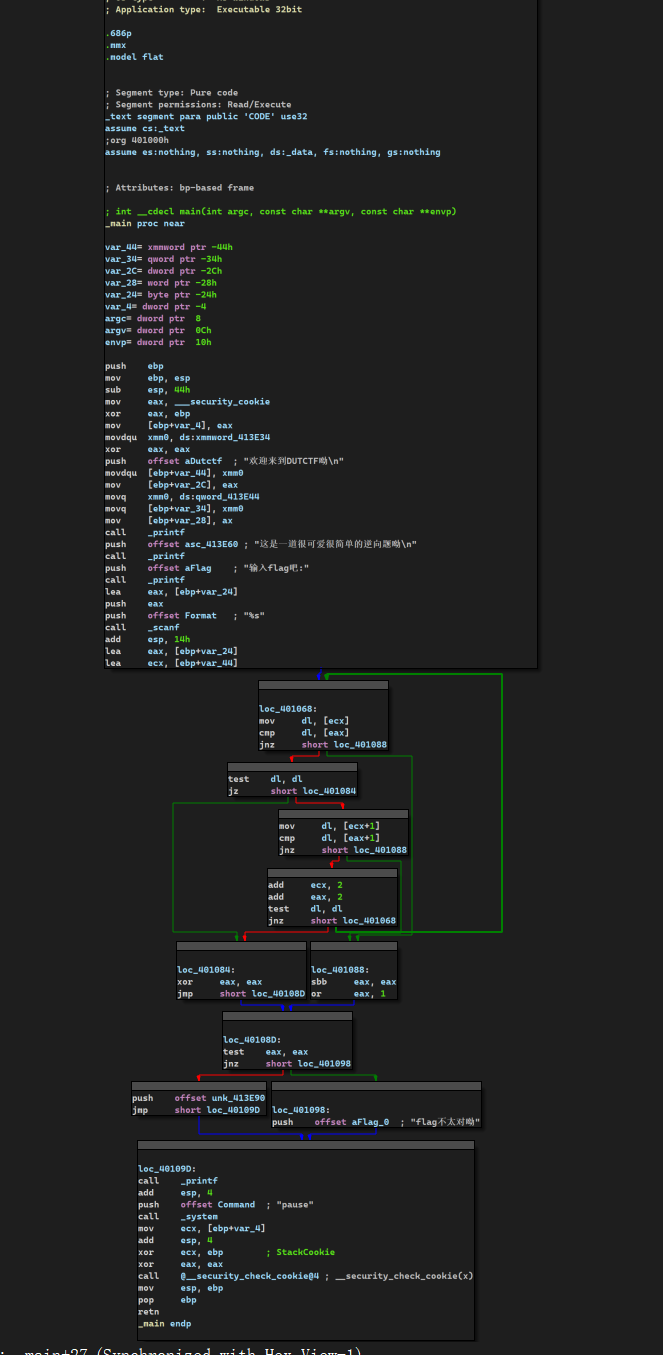 ; Application type:  Executable 32bit
.686p
.mmx
.model flat
; Segment type: Pure code
; Segment permissions: Read/Execute
_text segment para public 'CODE' use32
assume cs:_text
;org 401000h
assume es:nothing, ss:nothing, ds:_data, fs:nothing, gs:nothing
; Attributes: bp-based frame
; int __cdecl main(int argc, const char **argv, const char **envp)
_main proc near
var_44= xmmword ptr -44h
var_34= qword ptr -34h
var_2C= dword ptr -2Ch
var_28= word ptr -28h
var_24= byte ptr -24h
var_4= dword ptr -4
argc= dword ptr  8
argv= dword ptr  0Ch
envp= dword ptr  10h
push    ebp
mov     ebp, esp
sub     esp, 44h
mov     eax, ___security_cookie
xor     eax, ebp
mov     [ebp+var_4], eax
movdqu  xmm0, ds:xmmword_413E34
xor     eax, eax
push    offset aDutctf  ; "欢迎来到DUTCTF呦\n"
movdqu  [ebp+var_44], xmm0
mov     [ebp+var_2C], eax
movq    xmm0, ds:qword_413E44
movq    [ebp+var_34], xmm0
mov     [ebp+var_28], ax
call    _printf
push    offset asc_413E60 ; "这是一道很可爱很简单的逆向题呦\n"
call    _printf
push    offset aFlag    ; "输入flag吧:"
call    _printf
lea     eax, [ebp+var_24]
push    eax
push    offset Format   ; "%s"
call    _scanf
add     esp, 14h
lea     eax, [ebp+var_24]
lea     ecx, [ebp+var_44]
loc_401068:
mov     dl, [ecx]
cmp     dl, [eax]
jnz     short loc_401088
test    dl, dl
jz      short loc_401084
mov     dl, [ecx+1]
cmp     dl, [eax+1]
jnz     short loc_401088
add     ecx, 2
add     eax, 2
test    dl, dl
jnz     short loc_401068
loc_401084:
xor     eax, eax
jmp     short loc_40108D
loc_401088:
sbb     eax, eax
or      eax, 1
loc_40108D:
test    eax, eax
jnz     short loc_401098
push    offset unk_413E90
jmp     short loc_40109D
loc_401098:
push    offset aFlag_0  ; "flag不太对呦"
loc_40109D:
call    _printf
add     esp, 4
push    offset Command  ; "pause"
call    _system
mov     ecx, [ebp+var_4]
add     esp, 4
xor     ecx, ebp        ; StackCookie
xor     eax, eax
call    @__security_check_cookie@4 ; __security_check_cookie(x)
mov     esp, ebp
pop     ebp
retn
_main endp